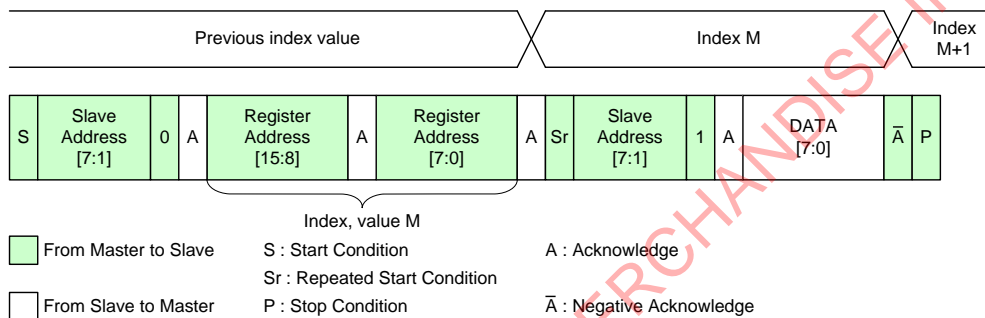 Previous index value
Index M
Index
M+1
S
Slave
Address
[7:1]
0
A
Register
Address
[15:8]
A
Register
Address
[7:0]
A
Sr
Slave
Address
[7:1]
1
A
DATA
[7:0]
A̅
P
Index, value M
From Master to Slave
S : Start Condition
A : Acknowledge
Sr : Repeated Start Condition
From Slave to Master
P : Stop Condition
A̅ : Negative Acknowledge